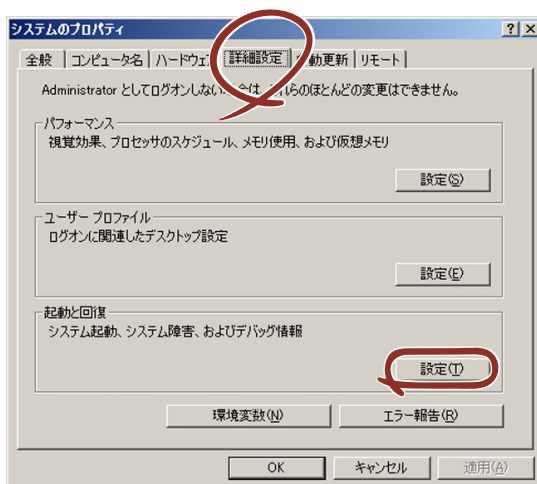 システムのプロパティ
全般 コンピュータ名 ハードウェ 詳細設定 動更新 リモート
Administrator としてログオンしない 合は、 れらのほとんどの変更はできません。
パフォーマンス
視覚効果、プロセッサのスケジュール、メモリ使用、および仮想メモリ
設定(S)
ユーザー プロファイル
ログオンに関連したデスクトップ設定
設定(E)
起動と回復
システム起動、システム障害、およびデバッグ情報
設定(T)
環境変数(N) エラー報告(R)
OK キャンセル 適用(A)